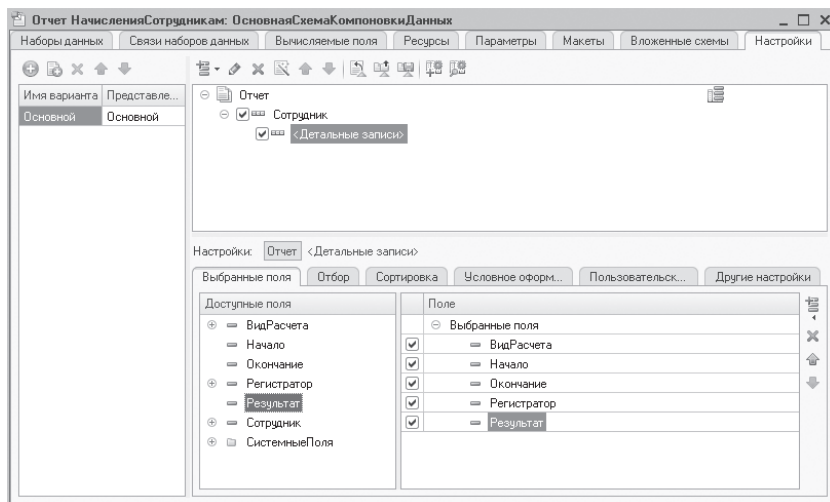 Отчет НачисленияСотрудникам: ОсновнаяСхемаКомпоновкиДанных
Наборы данных Связи наборов данных Вычисляемые поля Ресурсы Параметры Макеты Вложенные схемы Настройки
Имя варианта Представле...
Основной Основной
Отчет
Сотрудник
<Детальные записи>
Настройки: Отчет <Детальные записи>
Выбранные поля Отбор Сортировка Условное оформ... Пользовательск... Другие настройки
Доступные поля Поле
ВидРасчета Выбранные поля
Начало ВидРасчета
Окончание Начало
Регистратор Окончание
Результат Регистратор
Сотрудник Результат
СистемныеПоля